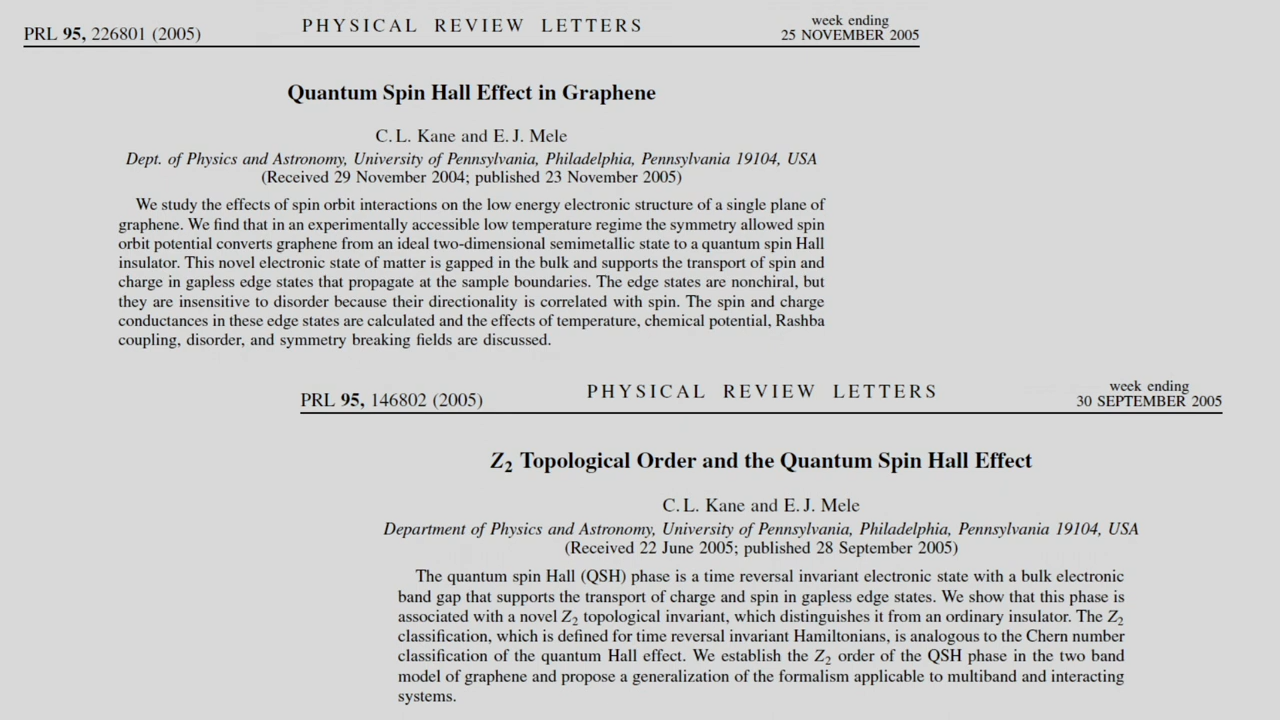 PRL 95, 226801 (2005)
PHYSICAL REVIEW LETTERS
week ending
25 NOVEMBER 2005
Quantum Spin Hall Effect in Graphene
C. L. Kane and E. J. Mele
Dept. of Physics and Astronomy, University of Pennsylvania, Philadelphia, Pennsylvania 19104, USA
(Received 29 November 2004; published 23 November 2005)
We study the effects of spin orbit interactions on the low energy electronic structure of a single plane of
graphene. We find that in an experimentally accessible low temperature regime the symmetry allowed spin
orbit potential converts graphene from an ideal two-dimensional semimetallic state to a quantum spin Hall
insulator. This novel electronic state of matter is gapped in the bulk and supports the transport of spin and
charge in gapless edge states that propagate at the sample boundaries. The edge states are nonchiral, but
they are insensitive to disorder because their directionality is correlated with spin. The spin and charge
conductances in these edge states are calculated and the effects of temperature, chemical potential, Rashba
coupling, disorder, and symmetry breaking fields are discussed.
PRL 95, 146802 (2005)
PHYSICAL REVIEW LETTERS
week ending
30 SEPTEMBER 2005
Z₂ Topological Order and the Quantum Spin Hall Effect
C. L. Kane and E. J. Mele
Department of Physics and Astronomy, University of Pennsylvania, Philadelphia, Pennsylvania 19104, USA
(Received 22 June 2005; published 28 September 2005)
The quantum spin Hall (QSH) phase is a time reversal invariant electronic state with a bulk electronic
band gap that supports the transport of charge and spin in gapless edge states. We show that this phase is
associated with a novel Z₂ topological invariant, which distinguishes it from an ordinary insulator. The Z₂
classification, which is defined for time reversal invariant Hamiltonians, is analogous to the Chern number
classification of the quantum Hall effect. We establish the Z₂ order of the QSH phase in the two band
model of graphene and propose a generalization of the formalism applicable to multiband and interacting
systems.